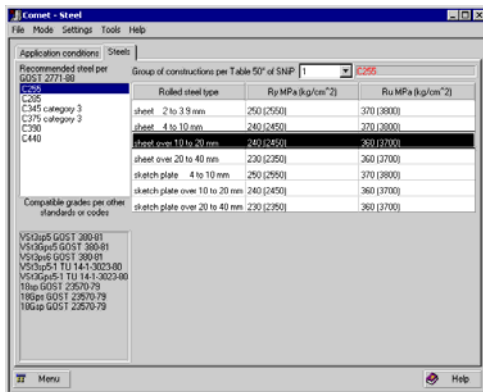 Comet - Steel
File Mode Settings Tools Help
Application conditions Steels
Recommended steel per
GOST 2771-88
C255
C285
C345 category 3
C375 category 3
C390
C440
Compatible grades per other
standards or codes
VSt3sp5 GOST 380-81
VSt3Gps5 GOST 380-81
VSt3ps6 GOST 380-81
VSt3sp5-1 TU 14-1-3023-80
VSt3Gps5-1 TU 14-1-3023-80
18sp GOST 23570-79
18Gps GOST 23570-79
18Gsp GOST 23570-79
Group of constructions per Table 50* of SNiP 1 C255
Rolled steel type Ry MPa (kg/cm^2) Ru MPa (kg/cm^2)
sheet 2 to 3.9 mm 250 (2550) 370 (3800)
sheet 4 to 10 mm 240 (2450) 370 (3800)
sheet over 10 to 20 mm 240 (2450) 360 (3700)
sheet over 20 to 40 mm 230 (2350) 360 (3700)
sketch plate 4 to 10 mm 250 (2550) 370 (3800)
sketch plate over 10 to 20 mm 240 (2450) 360 (3700)
sketch plate over 20 to 40 mm 230 (2350) 360 (3700)
Menu Help